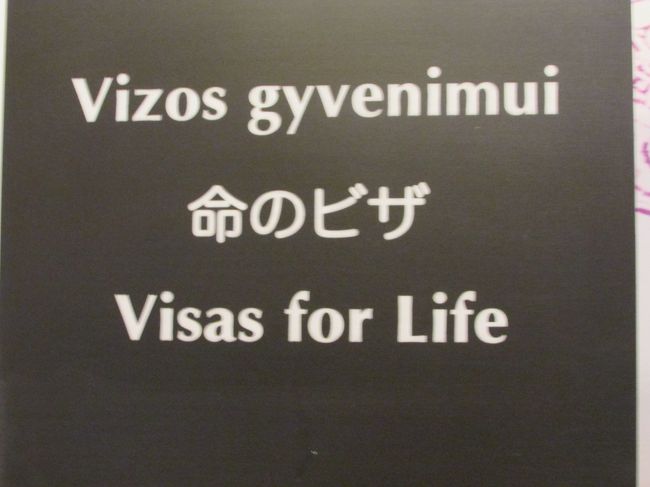 Vizos gyvenimui
命のビザ
Visas for Life